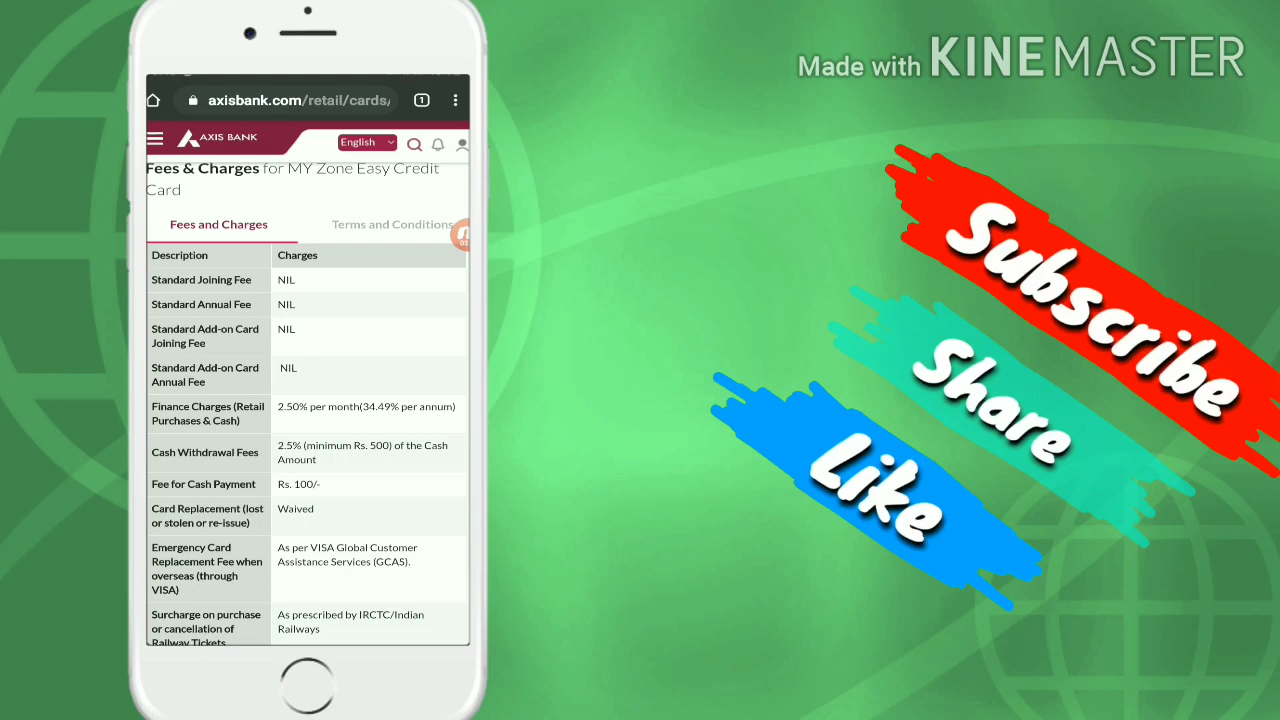 Made with KINEMASTER
axisbank.com/retail/cards/
1
AXIS BANK
English
Fees & Charges for MY Zone Easy Credit
Card
Fees and Charges
Terms and Conditions
Description
Charges
Standard Joining Fee
NIL
Standard Annual Fee
NIL
Standard Add-on Card
Joining Fee
NIL
Standard Add-on Card
Annual Fee
NIL
Finance Charges (Retail
Purchases & Cash)
2.50% per month(34.49% per annum)
Cash Withdrawal Fees
2.5% (minimum Rs. 500) of the Cash
Amount
Fee for Cash Payment
Rs. 100/-
Card Replacement (lost
or stolen or re-issue)
Waived
Emergency Card
Replacement Fee when
overseas (through
VISA)
As per VISA Global Customer
Assistance Services (GCAS).
Surcharge on purchase
or cancellation of
Railway Tickets
As prescribed by IRCTC/Indian
Railways
Subscribe
Share
Like